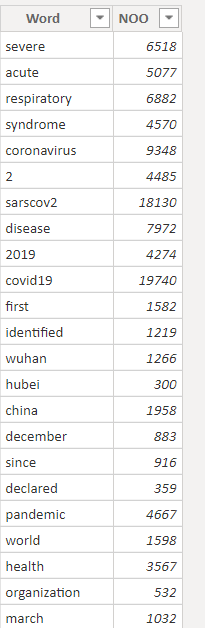 Word NOO
severe 6518
acute 5077
respiratory 6882
syndrome 4570
coronavirus 9348
2 4485
sarscov2 18130
disease 7972
2019 4274
covid19 19740
first 1582
identified 1219
wuhan 1266
hubei 300
china 1958
december 883
since 916
declared 359
pandemic 4667
world 1598
health 3567
organization 532
march 1032